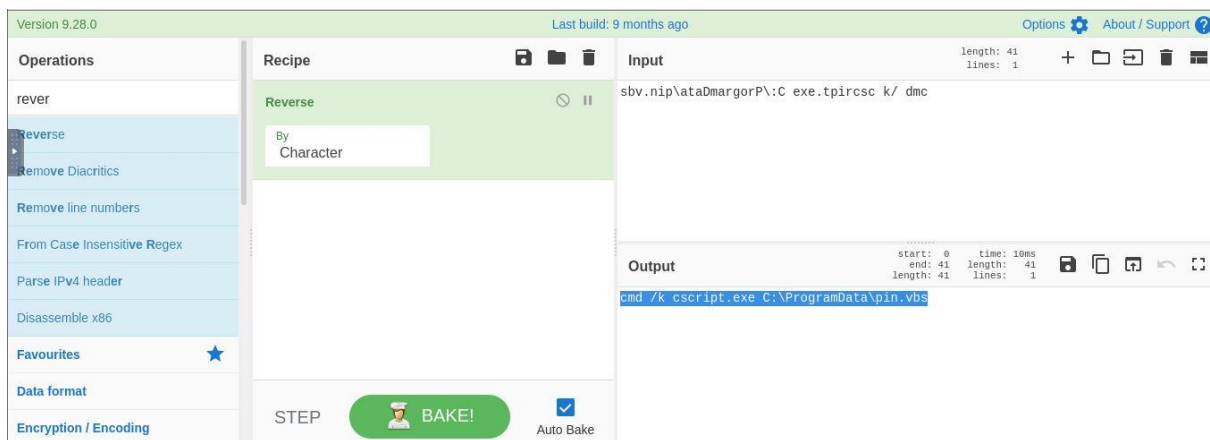 Version 9.28.0
Last build: 9 months ago
Options
About / Support
Operations
rever
Reverse
Remove Diacritics
Remove line numbers
From Case Insensitive Regex
Parse IPv4 header
Disassemble x86
Favourites
Data format
Encryption / Encoding
Recipe
Reverse
By
Character
STEP
BAKE!
Auto Bake
Input
length: 41
lines: 1
sbv.nip\ataDmargorP\:C exe.tpircsc k/ dmc
Output
start: 0
end: 41
length: 41
time: 10ms
length: 41
lines: 1
cmd /k cscript.exe C:\ProgramData\pin.vbs